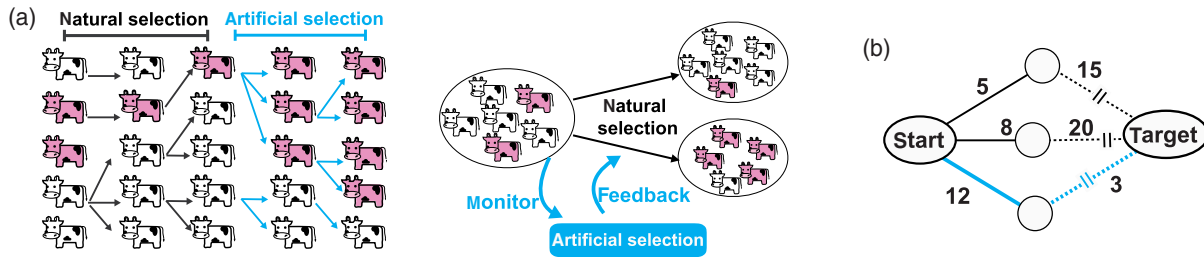 (a)
Natural selection
Artificial selection
Natural
selection
Monitor
Feedback
Artificial selection
(b)
5
15
Start
8
20
Target
12
3